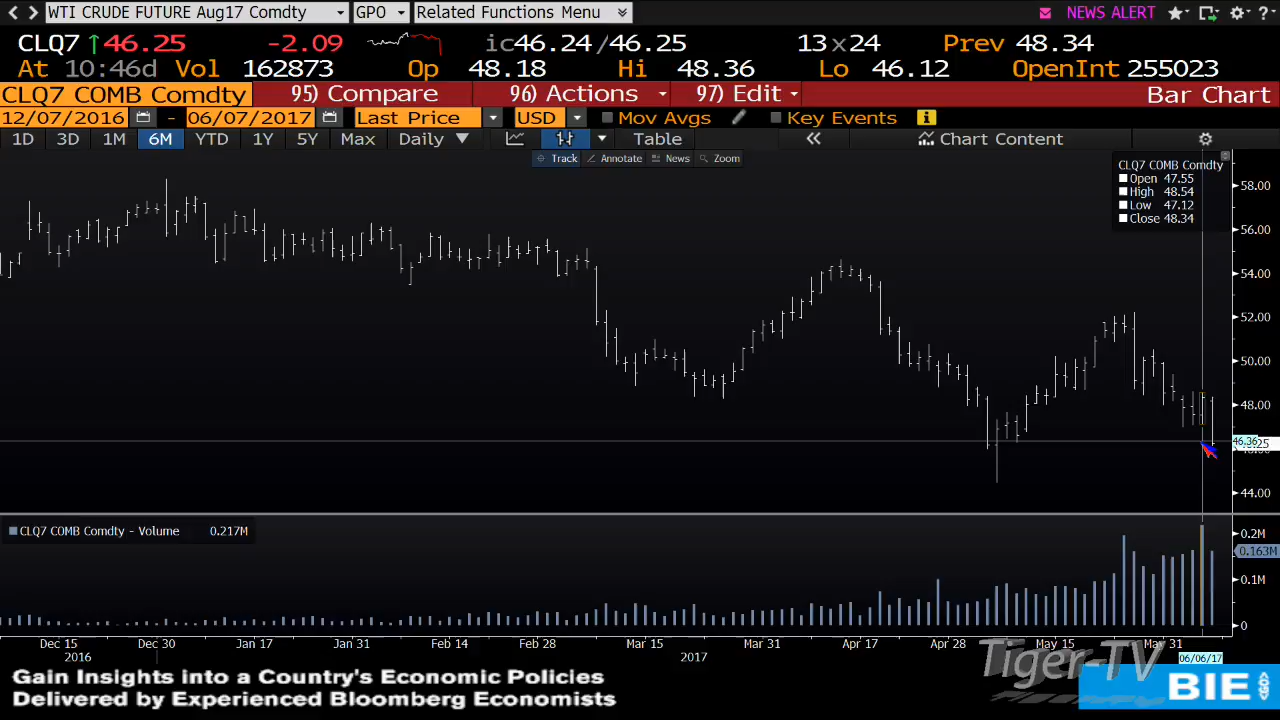 WTI CRUDE FUTURE Aug17 Comdty GPO Related Functions Menu NEWS ALERT
CLQ7 ↑46.25 -2.09 ic46.24/46.25 13x24 Prev 48.34
At 10:46d Vol 162873 Op 48.18 Hi 48.36 Lo 46.12 OpenInt 255023
CLQ7 COMB Comdty 95) Compare 96) Actions 97) Edit Bar Chart
12/07/2016 - 06/07/2017 Last Price USD Mov Avgs Key Events
1D 3D 1M 6M YTD 1Y 5Y Max Daily Table Chart Content
Track Annotate News Zoom
CLQ7 COMB Comdty
Open 47.55
High 48.54
Low 47.12
Close 48.34
58.00
56.00
54.00
52.00
50.00
48.00
46.36
44.00
CLQ7 COMB Comdty - Volume 0.217M
0.2M
0.163M
0.1M
0
Dec 15 Dec 30 Jan 17 Jan 31 Feb 14 Feb 28 Mar 15 Mar 31 Apr 17 Apr 28 May 15 May 31
2016 2017 06/06/17
Tiger-TV
Gain Insights into a Country's Economic Policies
Delivered by Experienced Bloomberg Economists
BIE